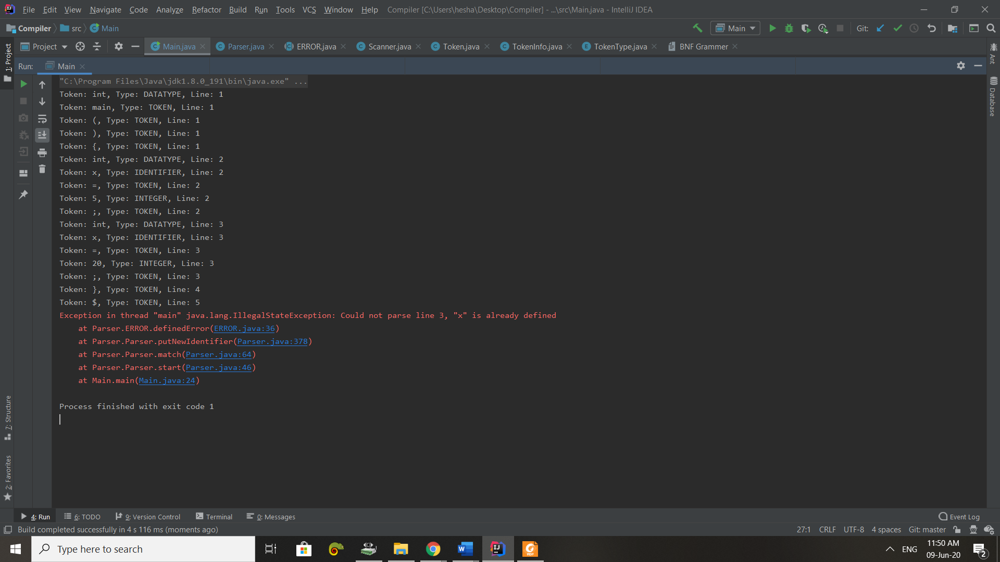 File Edit View Navigate Code Analyze Refactor Build Run Tools VCS Window Help Compiler [C:\Users\hesha\Desktop\Compiler] - ...\src\Main.java - IntelliJ IDEA
Compiler src Main Main Git:
Project Main.java Parser.java ERROR.java Scanner.java Token.java TokenInfo.java TokenType.java BNF Grammer
1: Project
Ant
Database
Run: Main
"C:\Program Files\Java\jdk1.8.0_191\bin\java.exe" ...
Token: int, Type: DATATYPE, Line: 1
Token: main, Type: TOKEN, Line: 1
Token: (, Type: TOKEN, Line: 1
Token: ), Type: TOKEN, Line: 1
Token: {, Type: TOKEN, Line: 1
Token: int, Type: DATATYPE, Line: 2
Token: x, Type: IDENTIFIER, Line: 2
Token: =, Type: TOKEN, Line: 2
Token: 5, Type: INTEGER, Line: 2
Token: ;, Type: TOKEN, Line: 2
Token: int, Type: DATATYPE, Line: 3
Token: x, Type: IDENTIFIER, Line: 3
Token: =, Type: TOKEN, Line: 3
Token: 20, Type: INTEGER, Line: 3
Token: ;, Type: TOKEN, Line: 3
Token: }, Type: TOKEN, Line: 4
Token: $, Type: TOKEN, Line: 5
Exception in thread "main" java.lang.IllegalStateException: Could not parse line 3, "x" is already defined
at Parser.ERROR.definedError(ERROR.java:36)
at Parser.Parser.putNewIdentifier(Parser.java:378)
at Parser.Parser.match(Parser.java:64)
at Parser.Parser.start(Parser.java:46)
at Main.main(Main.java:24)
Process finished with exit code 1
7: Structure
2: Favorites
4: Run 6: TODO 9: Version Control Terminal 0: Messages Event Log
Build completed successfully in 4 s 116 ms (moments ago) 27:1 CRLF UTF-8 4 spaces Git: master
Type here to search
ENG
11:50 AM
09-Jun-20
2